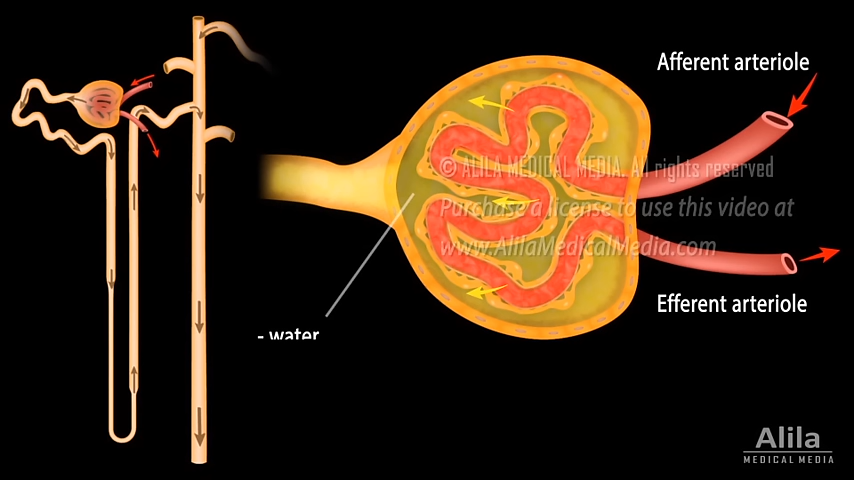 Afferent arteriole
© ALILA MEDICAL MEDIA. All rights reserved
Purchase a license to use this video at
www.AlilaMedicalMedia.com
Efferent arteriole
- water
Alila
MEDICAL MEDIA